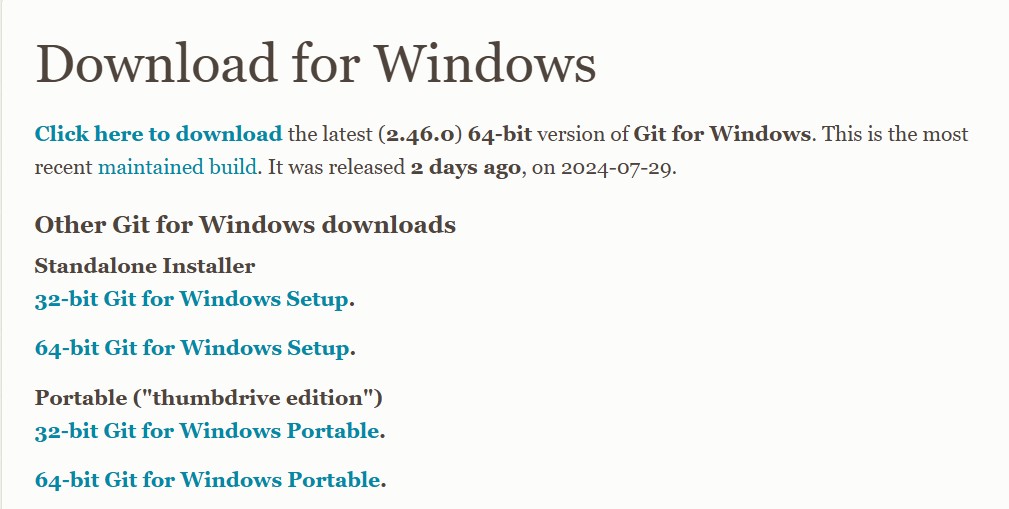 Download for Windows
Click here to download the latest (2.46.0) 64-bit version of Git for Windows. This is the most
recent maintained build. It was released 2 days ago, on 2024-07-29.
Other Git for Windows downloads
Standalone Installer
32-bit Git for Windows Setup.
64-bit Git for Windows Setup.
Portable ("thumbdrive edition")
32-bit Git for Windows Portable.
64-bit Git for Windows Portable.